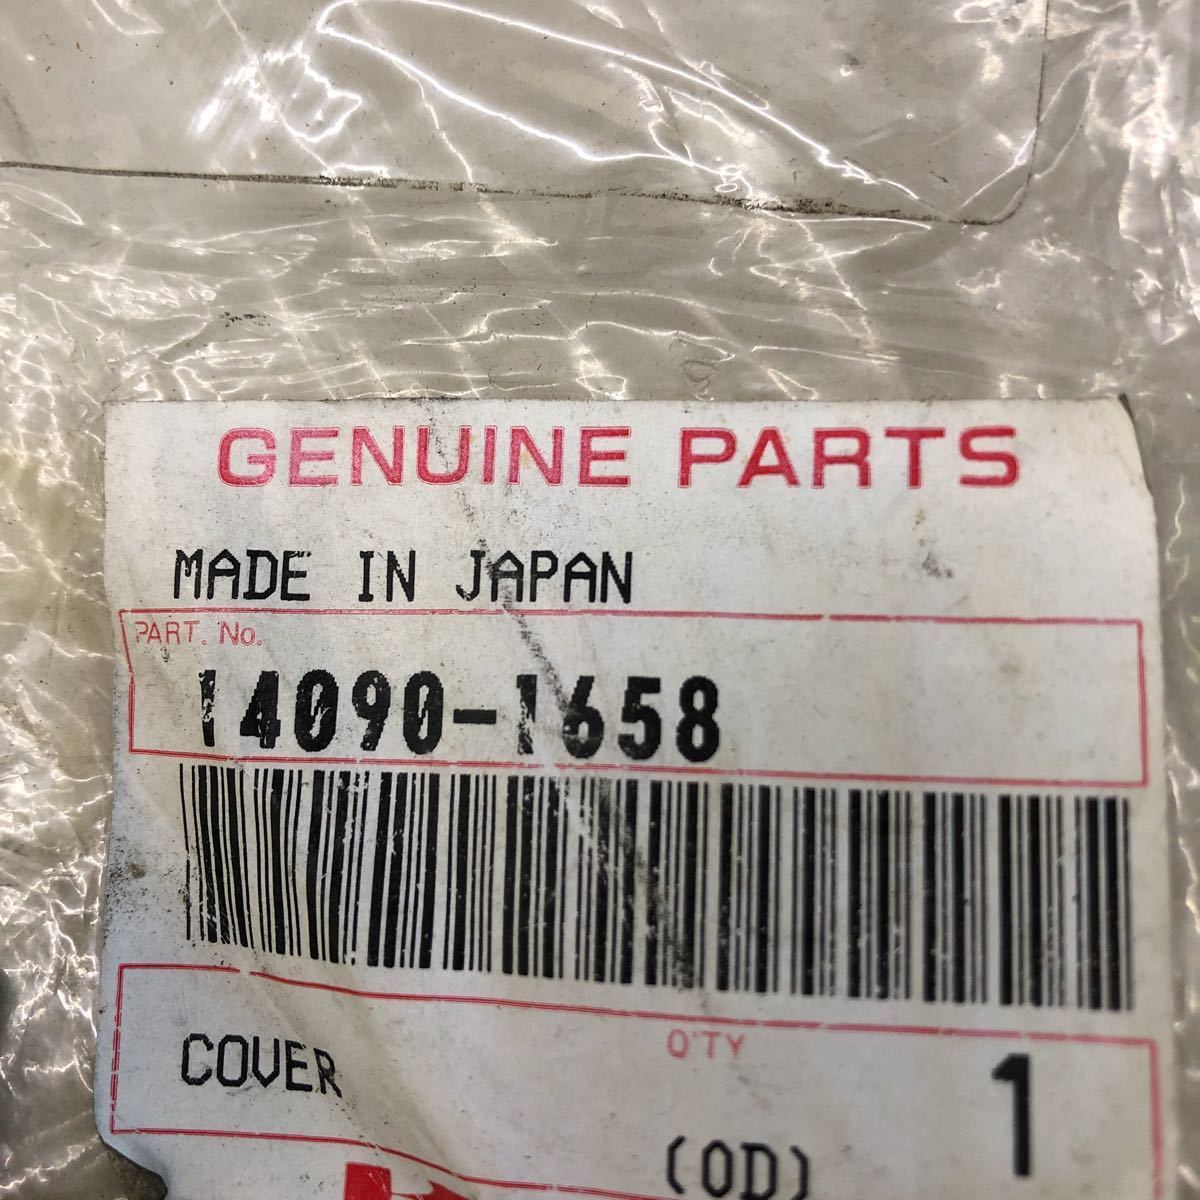 GENUINE PARTS
MADE IN JAPAN
PART. No.
14090-1658
COVER
Q'TY
1
(OD)